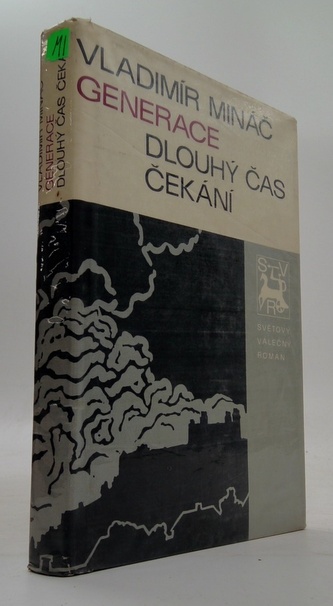 VLADIMÍR MINÁČ
GENERACE
DLOUHÝ ČAS
ČEKÁNÍ
SVĚTOVÝ
VÁLEČNÝ
ROMÁN
VLADIMÍR MINÁČ
GENERACE
DLOUHÝ ČAS ČEKÁ